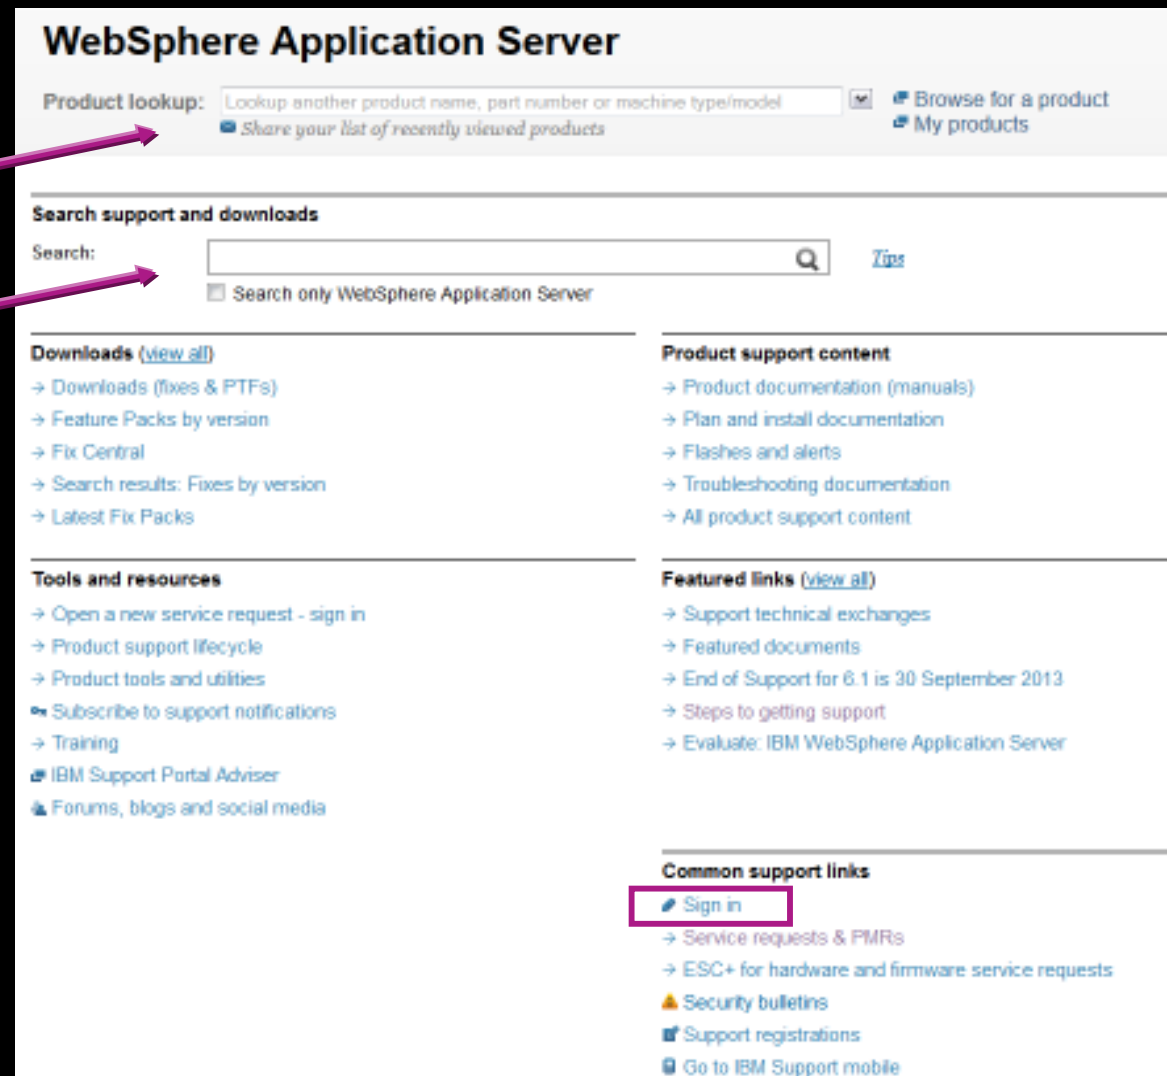 WebSphere Application Server
Product lookup: Lookup another product name, part number or machine type/model
Browse for a product
Share your list of recently viewed products
My products
Search support and downloads
Search:
Tips
Search only WebSphere Application Server
Downloads (view all)
→ Downloads (fixes & PTFs)
→ Feature Packs by version
→ Fix Central
→ Search results: Fixes by version
→ Latest Fix Packs
Product support content
→ Product documentation (manuals)
→ Plan and install documentation
→ Flashes and alerts
→ Troubleshooting documentation
→ All product support content
Tools and resources
→ Open a new service request - sign in
→ Product support lifecycle
→ Product tools and utilities
Subscribe to support notifications
→ Training
IBM Support Portal Adviser
Forums, blogs and social media
Featured links (view all)
→ Support technical exchanges
→ Featured documents
→ End of Support for 6.1 is 30 September 2013
→ Steps to getting support
→ Evaluate: IBM WebSphere Application Server
Common support links
Sign in
→ Service requests & PMRs
→ ESC+ for hardware and firmware service requests
Security bulletins
Support registrations
Go to IBM Support mobile